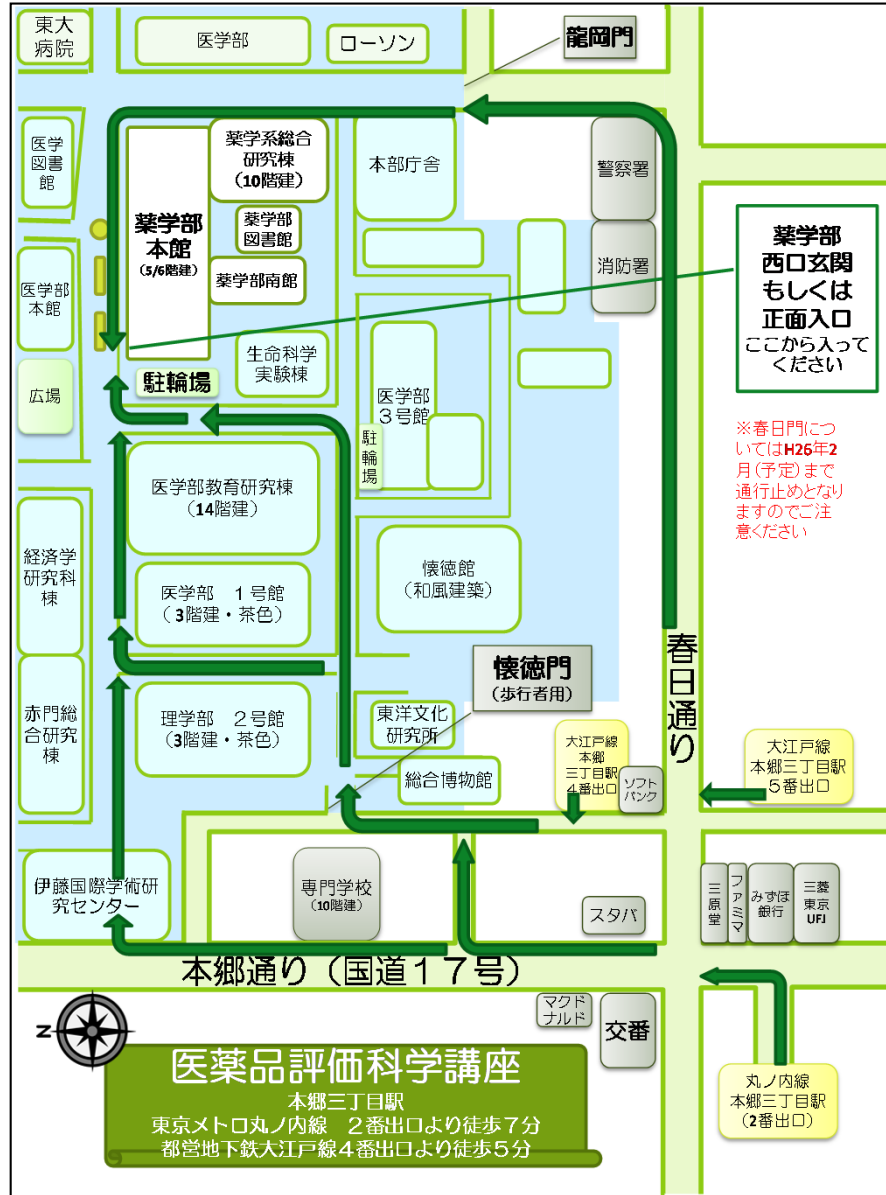 東大
病院
医学部
ローソン
龍岡門
医学
図書
館
薬学部
本館
(5/6階建)
薬学系総合
研究棟
(10階建)
薬学部
図書館
薬学部南館
本部庁舎
警察署
消防署
薬学部
西口玄関
もしくは
正面入口
ここから入って
ください
医学部
本館
広場
駐輪場
生命科学
実験棟
医学部
3号館
駐
輪
場
※春日門につ
いてはH26年2
月(予定)まで
通行止めとなり
ますのでご注
意ください
医学部教育研究棟
(14階建)
経済学
研究科
棟
医学部 1号館
(3階建・茶色)
懐徳館
(和風建築)
懐徳門
(歩行者用)
春日通り
赤門総
合研究
棟
理学部 2号館
(3階建・茶色)
東洋文化
研究所
総合博物館
大江戸線
本郷
三丁目駅
4番出口
ソフト
バンク
大江戸線
本郷三丁目駅
5番出口
伊藤国際学術研
究センター
専門学校
(10階建)
スタバ
三原堂
ファミマ
みずほ
銀行
三菱
東京
UFJ
本郷通り(国道17号)
N
マクド
ナルド
交番
丸ノ内線
本郷三丁目駅
(2番出口)
医薬品評価科学講座
本郷三丁目駅
東京メトロ丸ノ内線 2番出口より徒歩7分
都営地下鉄大江戸線4番出口より徒歩5分